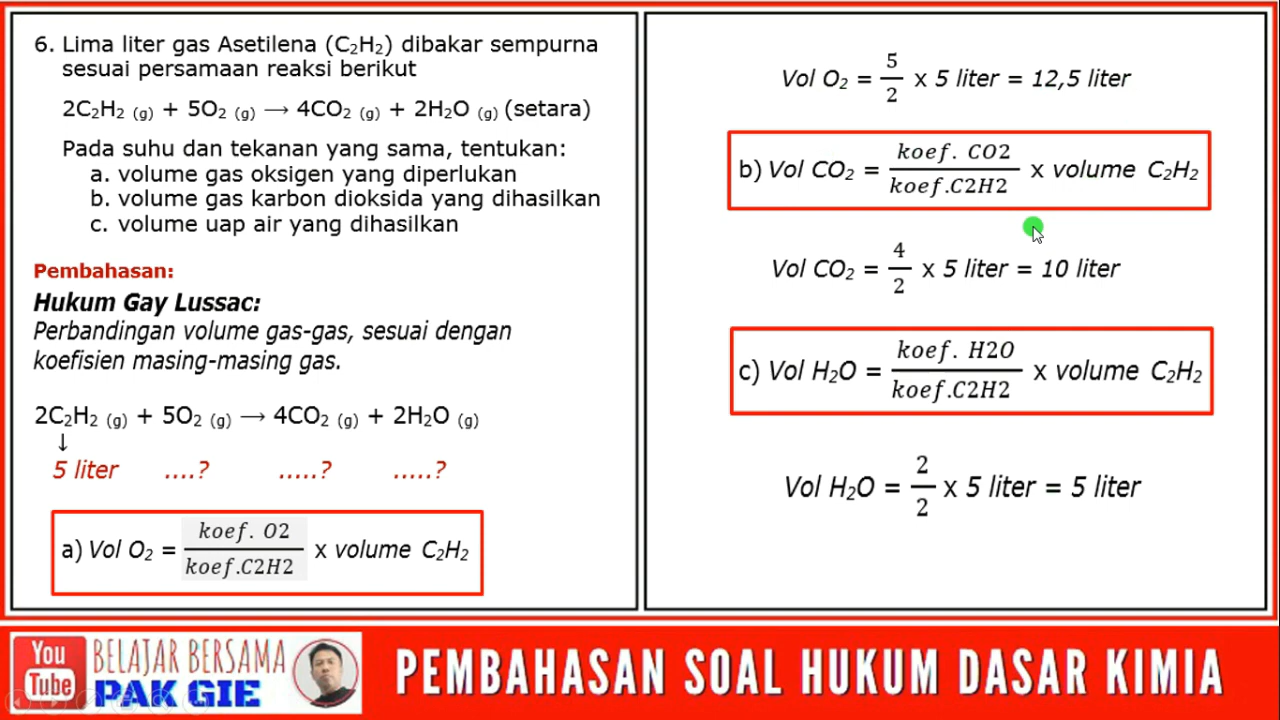 6. Lima liter gas Asetilena (C₂H₂) dibakar sempurna
sesuai persamaan reaksi berikut
2C₂H₂ (g) + 5O₂ (g) → 4CO₂ (g) + 2H₂O (g) (setara)
Pada suhu dan tekanan yang sama, tentukan:
a. volume gas oksigen yang diperlukan
b. volume gas karbon dioksida yang dihasilkan
c. volume uap air yang dihasilkan
Pembahasan:
Hukum Gay Lussac:
Perbandingan volume gas-gas, sesuai dengan
koefisien masing-masing gas.
2C₂H₂ (g) + 5O₂ (g) → 4CO₂ (g) + 2H₂O (g)
↓
5 liter ....? .....? .....?
a) Vol O₂ = koef. O2 / koef.C2H2 x volume C₂H₂
Vol O₂ = 5/2 x 5 liter = 12,5 liter
b) Vol CO₂ = koef. CO2 / koef.C2H2 x volume C₂H₂
Vol CO₂ = 4/2 x 5 liter = 10 liter
c) Vol H₂O = koef. H2O / koef.C2H2 x volume C₂H₂
Vol H₂O = 2/2 x 5 liter = 5 liter
You
Tube
BELAJAR BERSAMA
PAK GIE
PEMBAHASAN SOAL HUKUM DASAR KIMIA